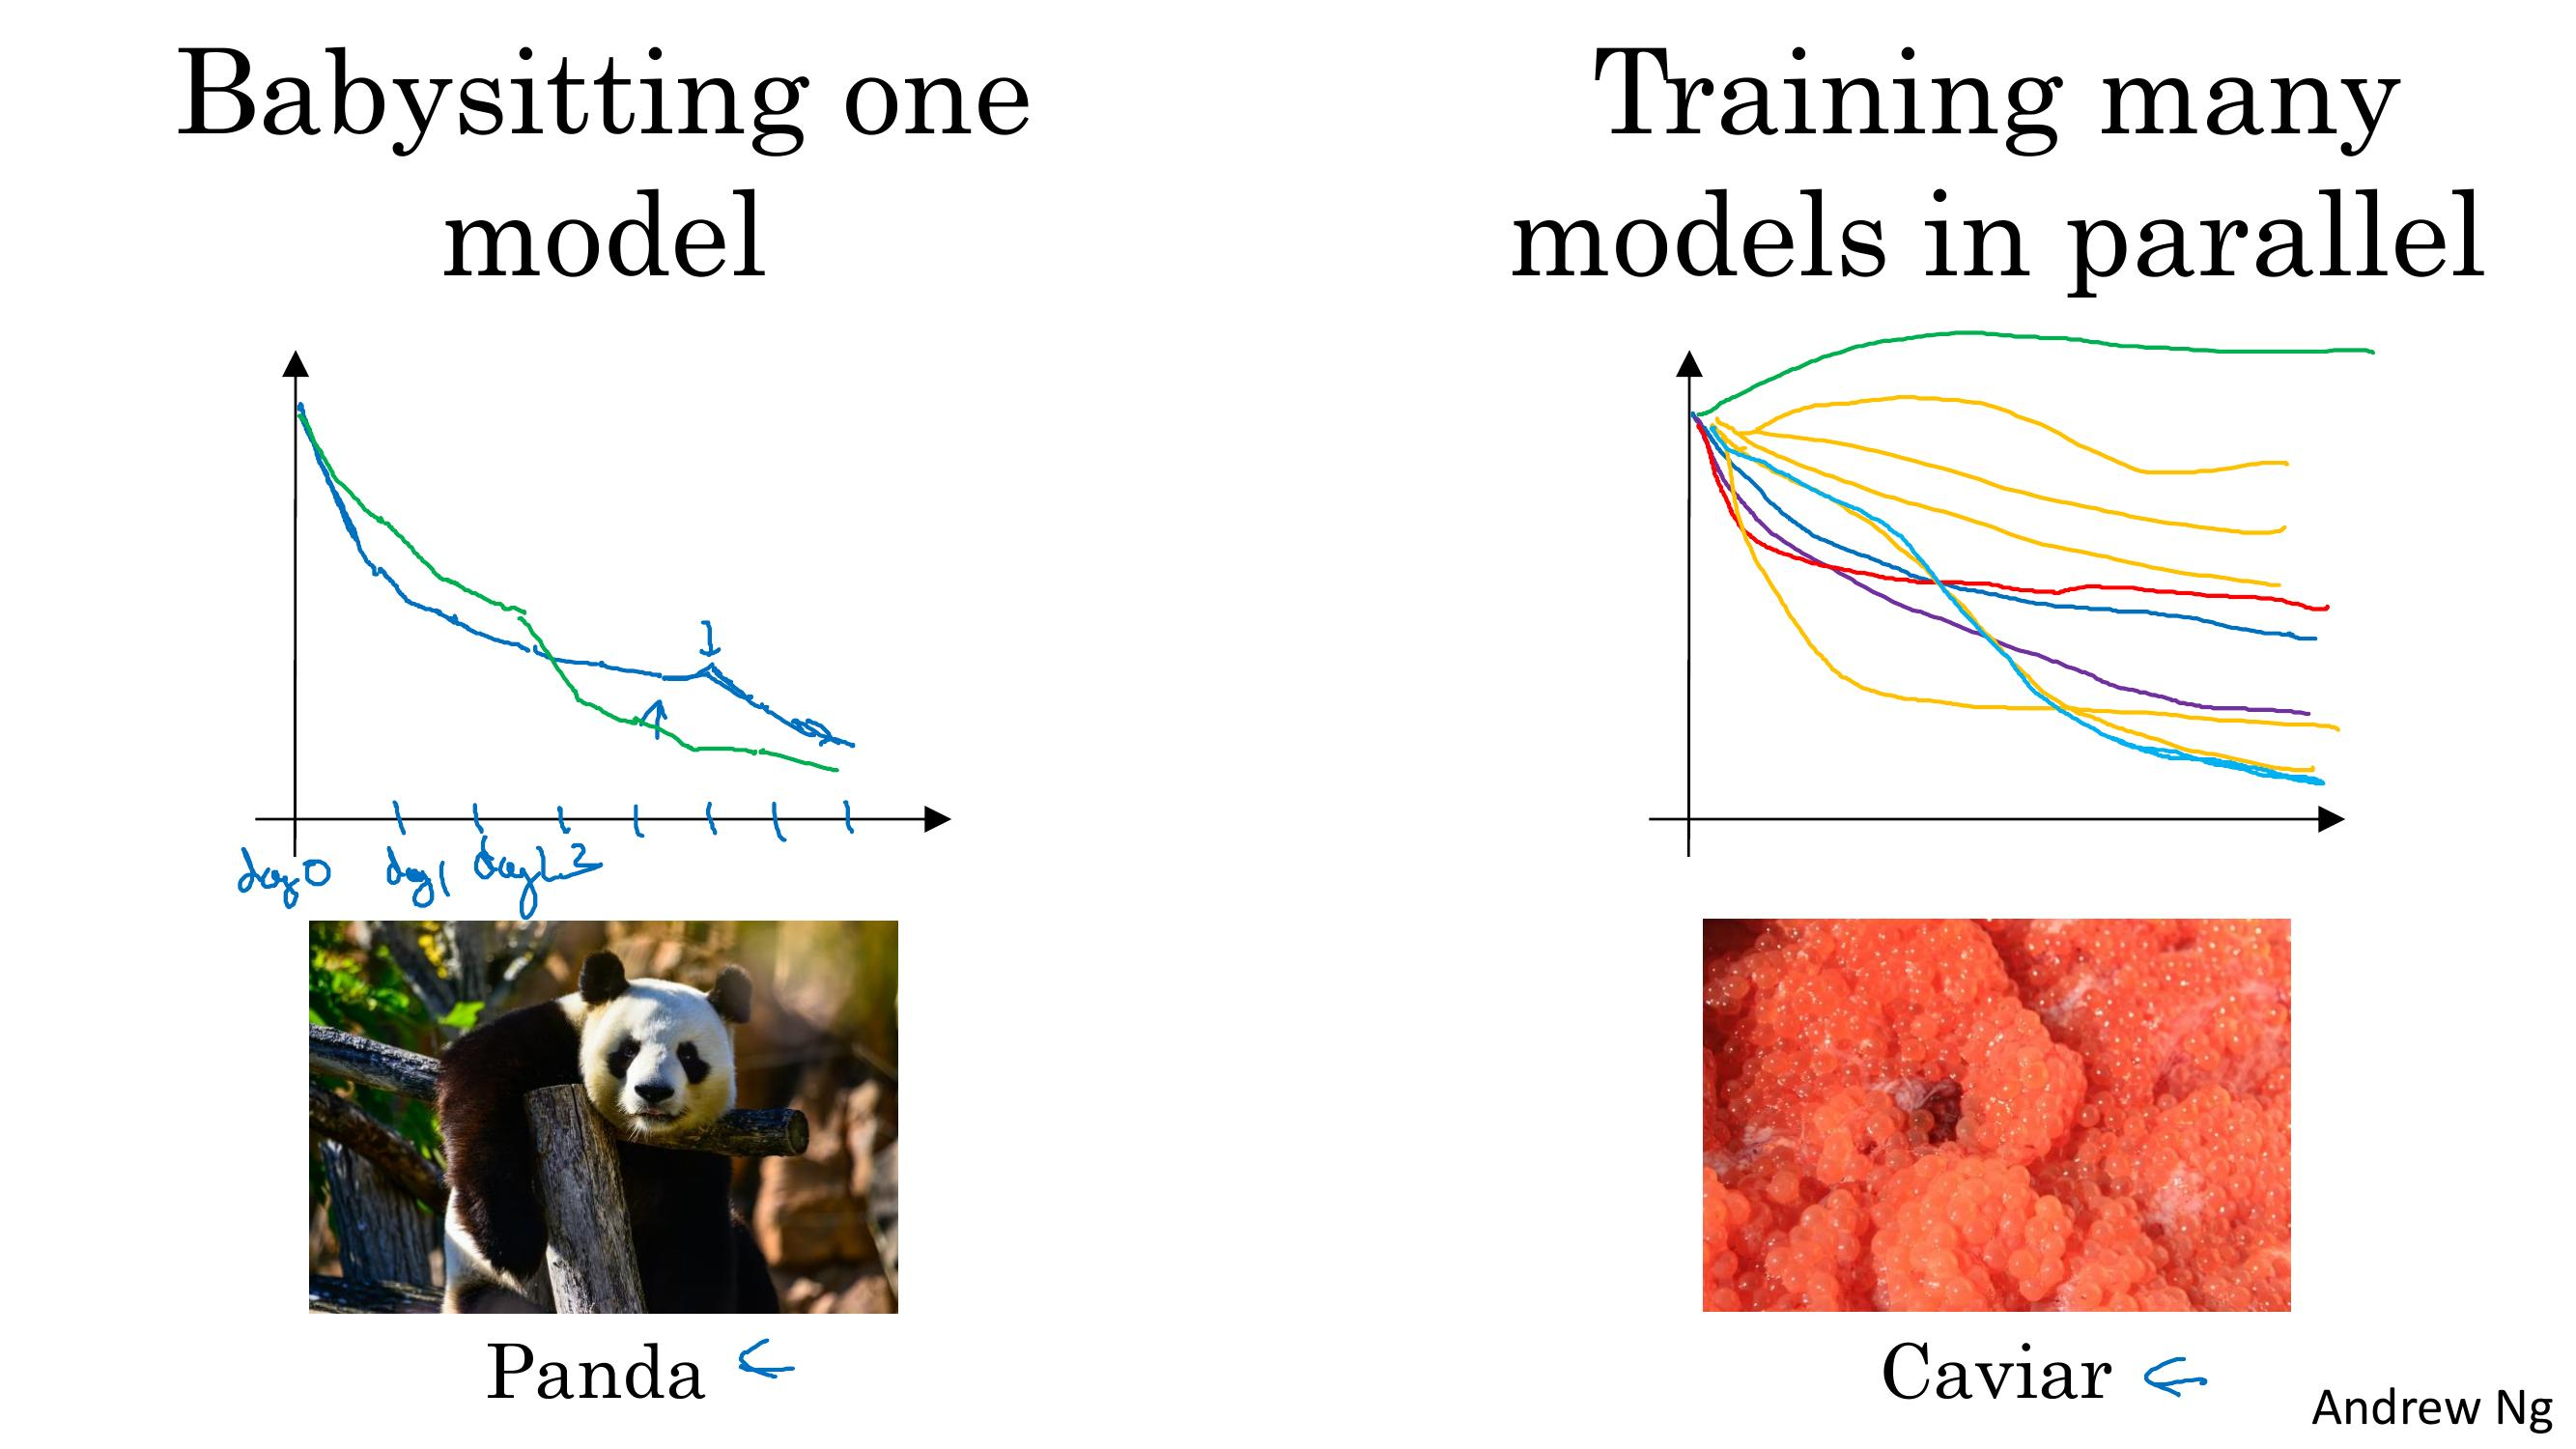 Babysitting one
model
Training many
models in parallel
day 0
day 1
day 2
Panda
Caviar
Andrew Ng